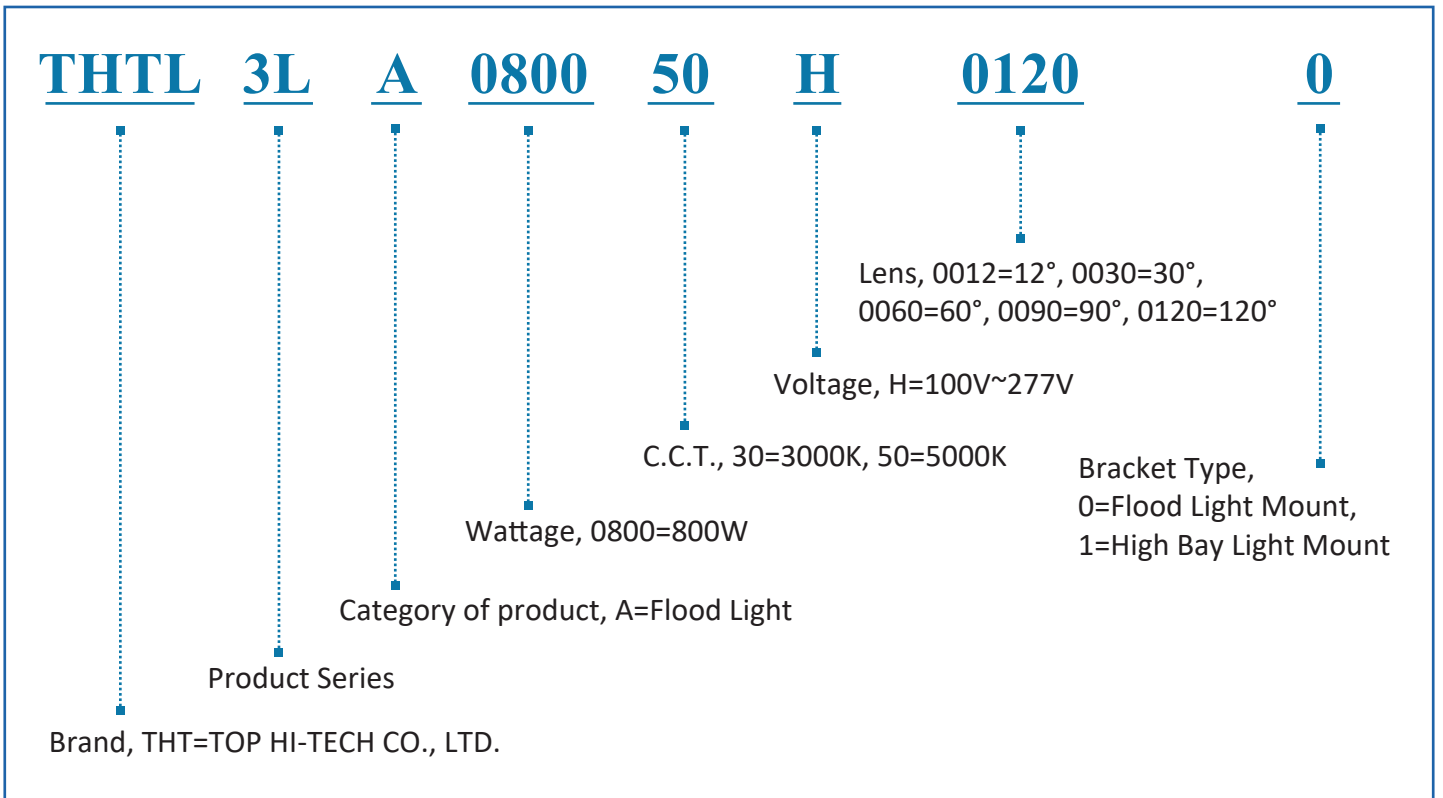 THTL 3L A 0800 50 H 0120 0
Lens, 0012=12°, 0030=30°,
0060=60°, 0090=90°, 0120=120°
Voltage, H=100V~277V
C.C.T., 30=3000K, 50=5000K
Bracket Type,
0=Flood Light Mount,
1=High Bay Light Mount
Wattage, 0800=800W
Category of product, A=Flood Light
Product Series
Brand, THT=TOP HI-TECH CO., LTD.